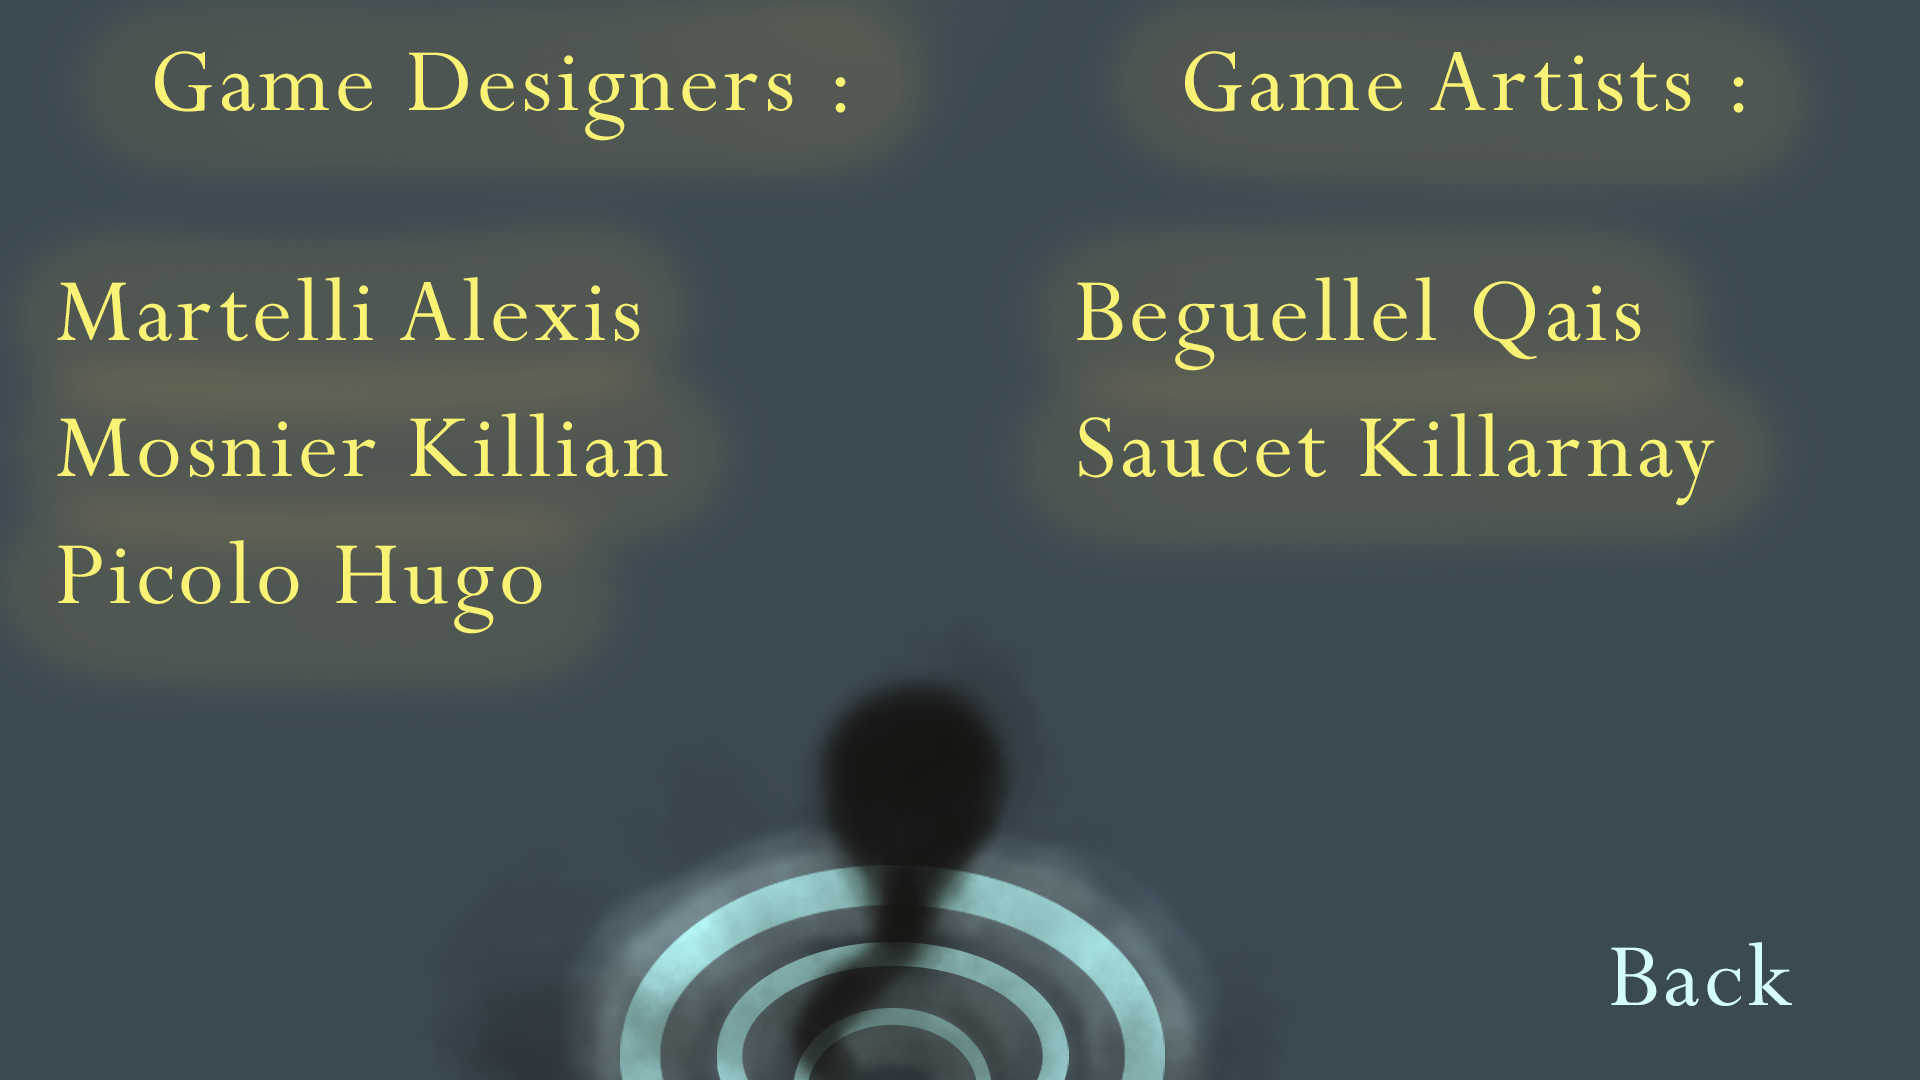 Game Designers :
Martelli Alexis
Mosnier Killian
Picolo Hugo
Game Artists :
Beguellel Qais
Saucet Killarnay
Back